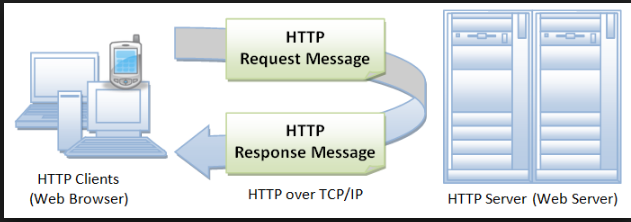 HTTP
Request Message
HTTP
Response Message
HTTP Clients
(Web Browser)
HTTP over TCP/IP
HTTP Server (Web Server)